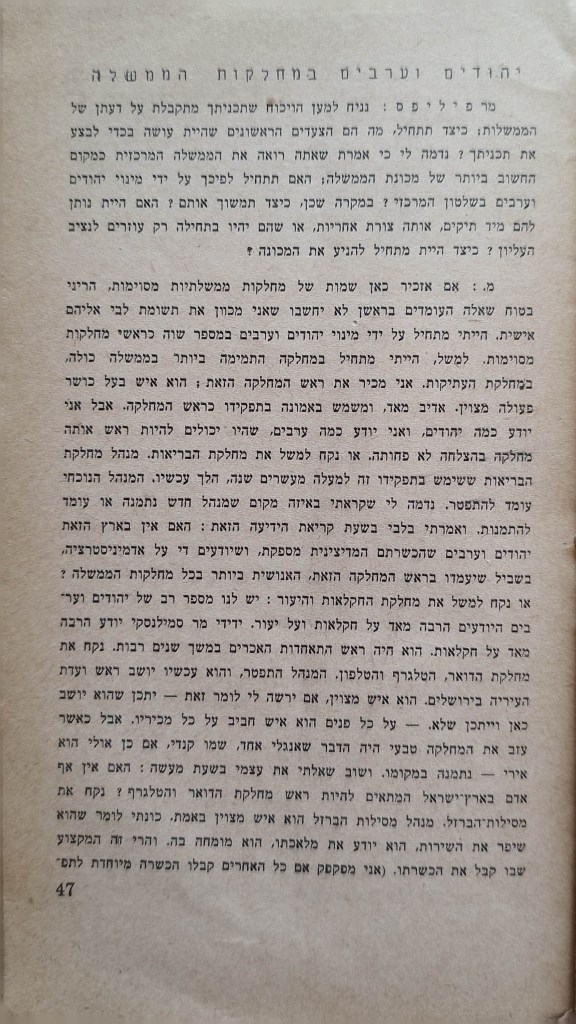 יהודים וערבים במחלקות הממשלה
מר פיליפס: נניח למען הויכוח שתכניתך מתקבלת על דעתן של
הממשלות; כיצד תתחיל, מה הם הצעדים הראשונים שהיית עושה בכדי לבצע
את תכניתך? נדמה לי כי אמרת שאתה רואה את הממשלה המרכזית כמקום
החשוב ביותר של מכונת הממשלה; האם תתחיל לפיכך על ידי מינוי יהודים
וערבים בשלטון המרכזי? במקרה שכן, כיצד תמשוך אותם? האם היית נותן
להם מיד תיקים, אותה צורת אחריות, או שהם יהיו בתחילה רק עוזרים לנציב
העליון? כיצד היית מתחיל להניע את המכונה?
מ.: אם אזכיר כאן שמות של מחלקות ממשלתיות מסוימות, הריני
בטוח שאלה העומדים בראשן לא יחשבו שאני מכוון את תשומת לבי אליהם
אישית. הייתי מתחיל על ידי מינוי יהודים וערבים במספר שוה כראשי מחלקות
מסוימות. למשל, הייתי מתחיל במחלקה התמימה ביותר בממשלה כולה,
במחלקת העתיקות. אני מכיר את ראש המחלקה הזאת; הוא איש בעל כושר
פעולה מצוין, אדיב מאד, ומשמש באמונה בתפקידו כראש המחלקה. אבל אני
יודע כמה יהודים, ואני יודע כמה ערבים, שהיו יכולים להיות ראש אותה
מחלקה בהצלחה לא פחותה. או נקח למשל את מחלקת הבריאות. מנהל מחלקת
הבריאות ששימש בתפקידו זה למעלה מעשרים שנה, הלך עכשיו. המנהל הנוכחי
עומד להתפטר. נדמה לי שקראתי באיזה מקום שמנהל חדש נתמנה או עומד
להתמנות. ואמרתי בלבי בשעת קריאת הידיעה הזאת: האם אין בארץ הזאת
יהודים וערבים שהכשרתם המדיצינית מספקת, ושיודעים די על אדמיניסטרציה,
בשביל שיעמדו בראש המחלקה הזאת, האנושית ביותר בכל מחלקות הממשלה?
או נקח למשל את מחלקת החקלאות והיעור: יש לנו מספר רב של יהודים וער־
בים היודעים הרבה מאד על חקלאות ועל יעור. ידידי מר סמילנסקי יודע הרבה
מאד על חקלאות. הוא היה ראש התאחדות האכרים במשך שנים רבות. נקח את
מחלקת הדואר, הטלגרף והטלפון. המנהל התפטר, והוא עכשיו יושב ראש ועדת
העיריה בירושלים. הוא איש מצוין, אם ירשה לי לומר זאת — יתכן שהוא יושב
כאן וייתכן שלא. — על כל פנים הוא איש חביב על כל מכיריו. אבל כאשר
עזב את המחלקה טבעי היה הדבר שאנגלי אחד, שמו קנדי, אם כן אולי הוא
אירי — נתמנה במקומו. ושוב שאלתי את עצמי בשעת מעשה: האם אין אף
אדם בארץ־ישראל המתאים להיות ראש מחלקת הדואר והטלגרף? נקח את
מסילות־הברזל. מנהל מסילות הברזל הוא איש מצוין באמת. כונתי לומר שהוא
שיפר את השירות, הוא יודע את מלאכתו, הוא מומחה בה. והרי זה המקצוע
שבו קבל את הכשרתו. (אני מפקפק אם כל האחרים קבלו הכשרה מיוחדת לתפ־
47